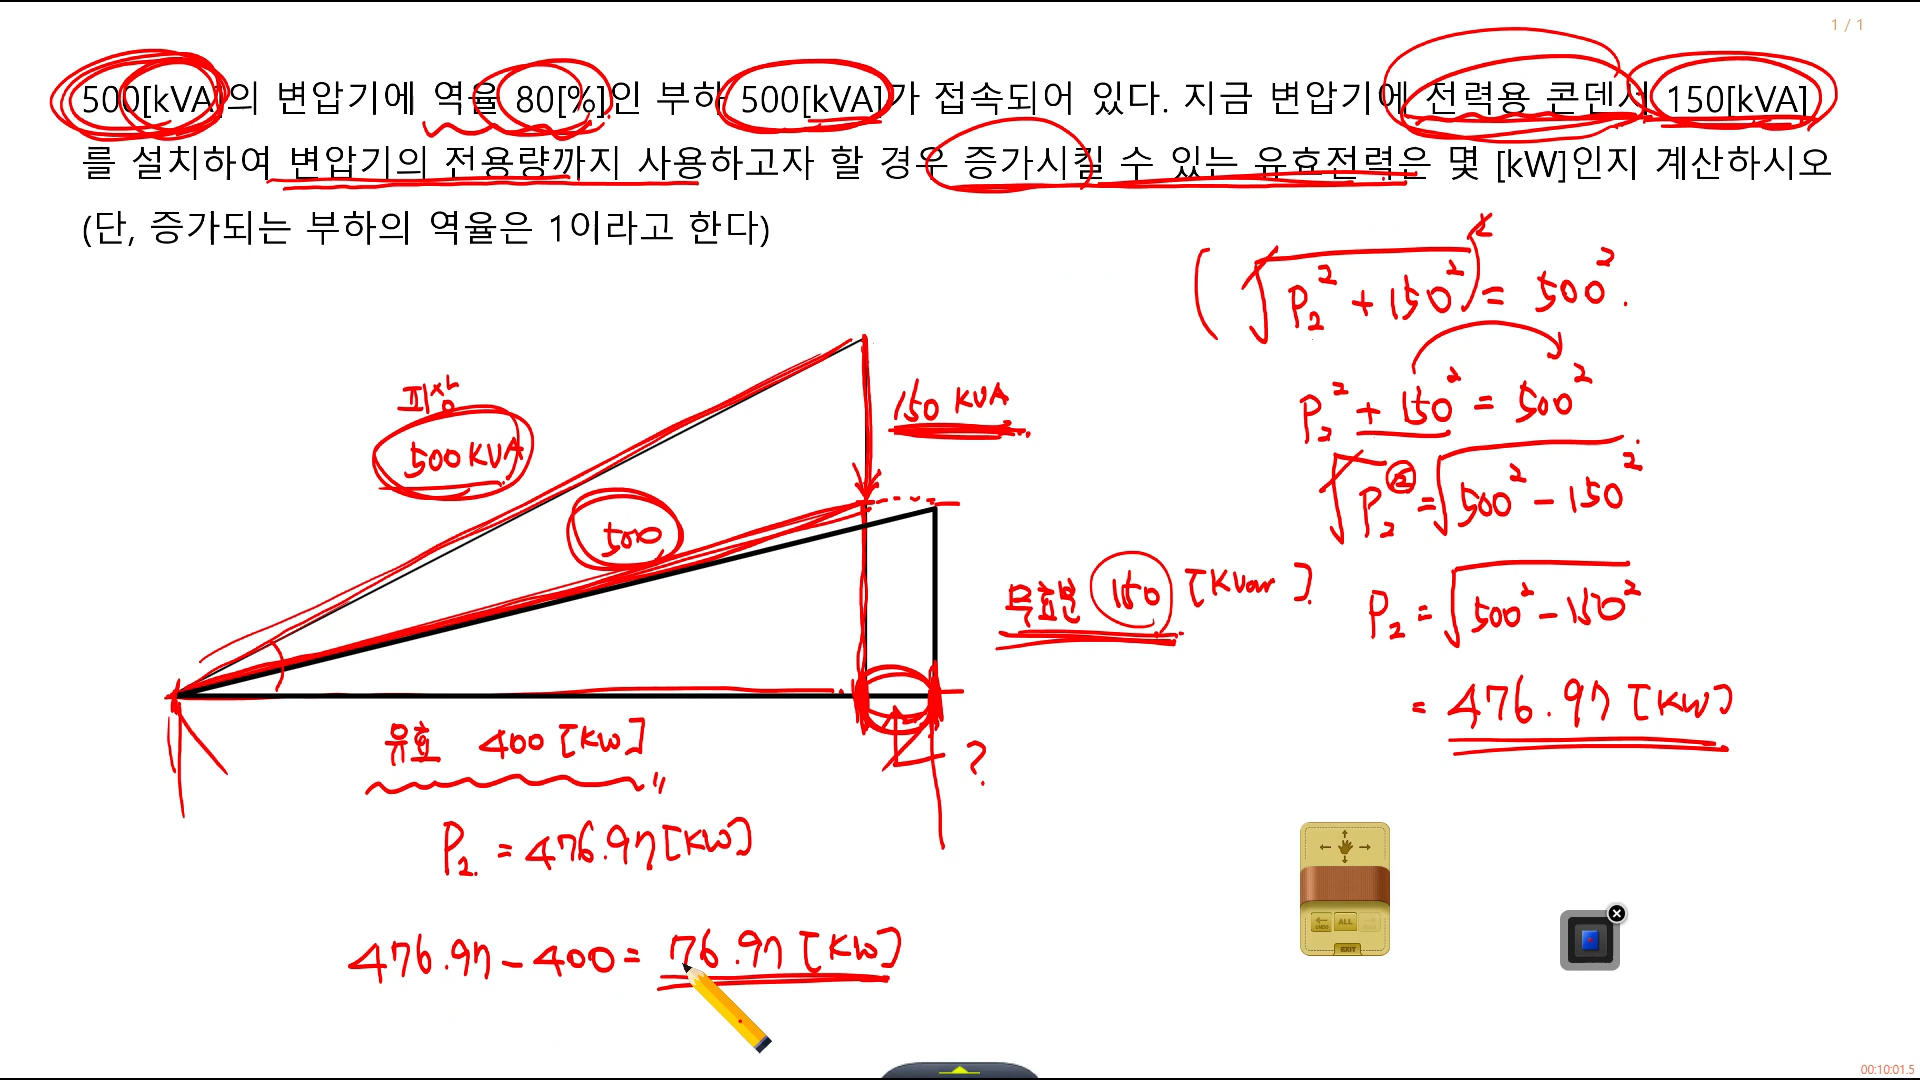 1 / 1
500[kVA]의 변압기에 역율 80[%]인 부하 500[kVA]가 접속되어 있다. 지금 변압기에 전력용 콘덴서 150[kVA]
를 설치하여 변압기의 전용량까지 사용하고자 할 경우 증가시킬 수 있는 유효전력은 몇 [kW]인지 계산하시오
(단, 증가되는 부하의 역율은 1이라고 한다)
(√P₂² + 150²)² = 500².
P₂² + 150² = 500²
√P₂² = √500² - 150²
P₂ = √500² - 150²
= 476.97 [KW]
피상
500 KVA
150 KVA
500
무효분 150 [KVar]
유효 400 [KW]
?
P₂ = 476.97 [KW]
476.97 - 400 = 76.97 [KW]
ALL
UNDO
EXIT
00:10:01.5